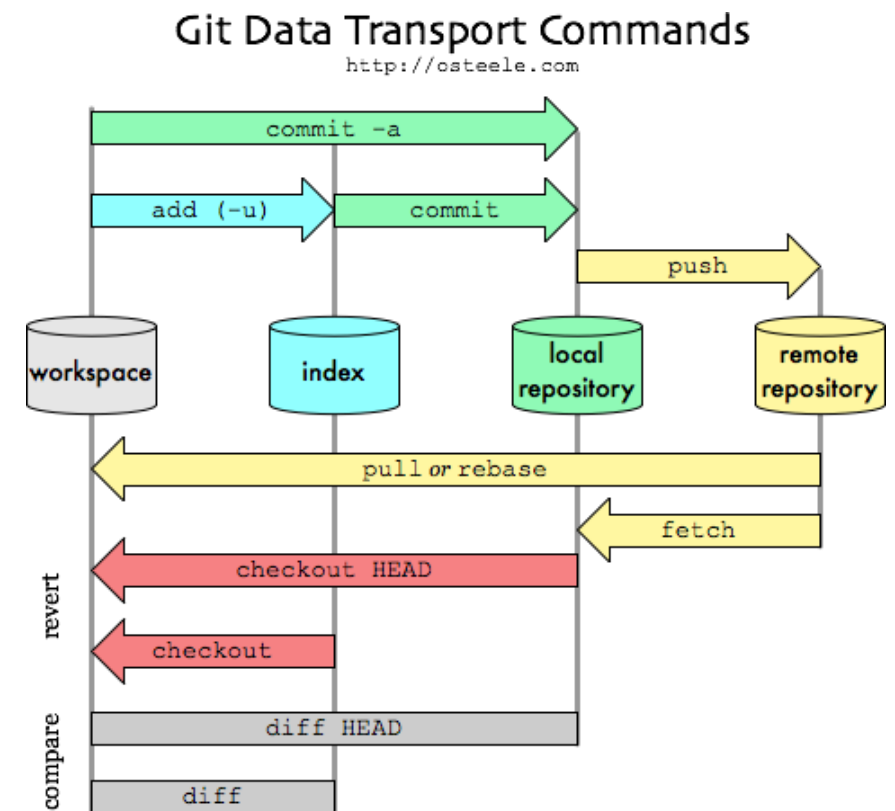 Git Data Transport Commands
http://osteele.com
commit -a
add (-u)
commit
push
workspace
index
local
repository
remote
repository
pull or rebase
fetch
revert
checkout HEAD
checkout
compare
diff HEAD
diff